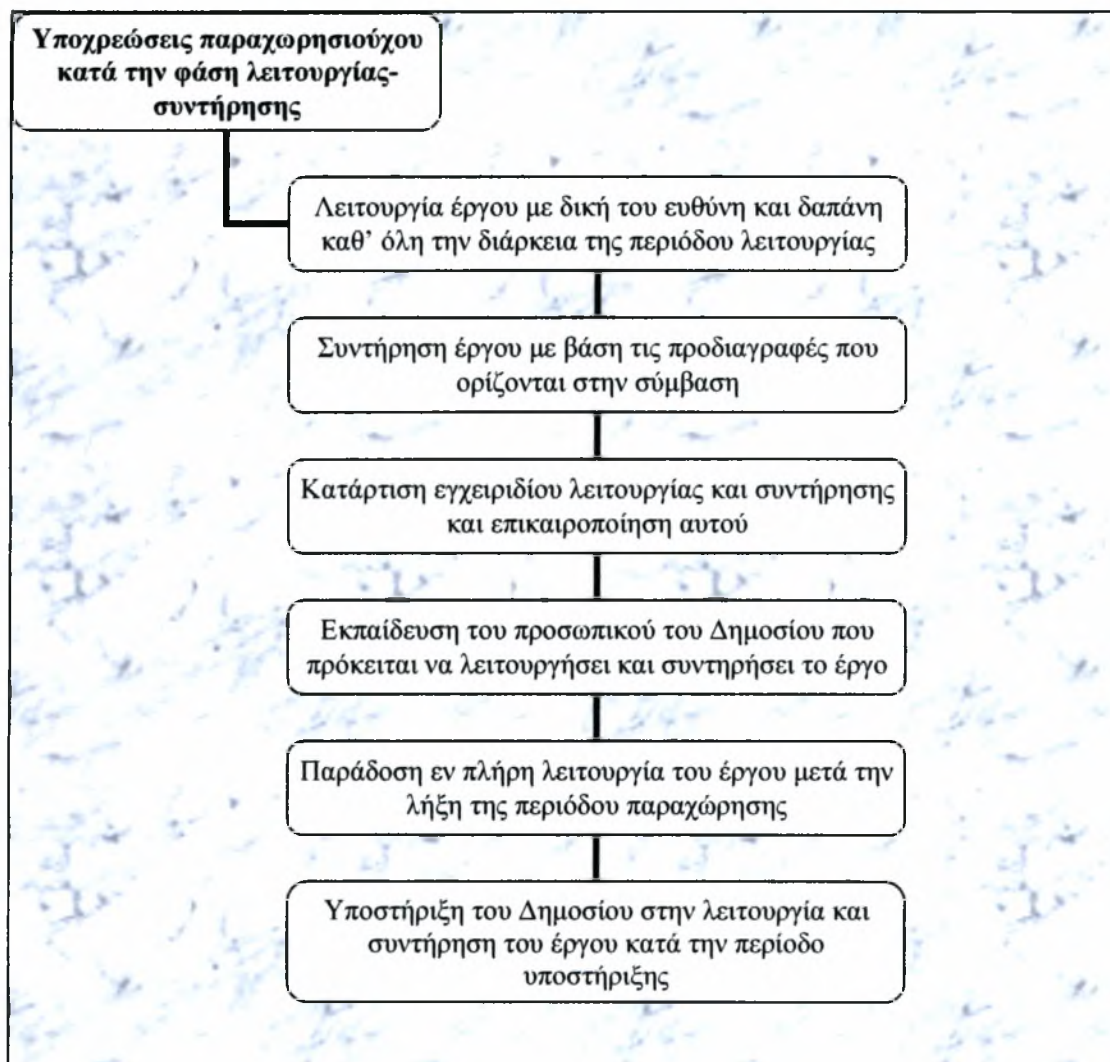 Υποχρεώσεις παραχωρησιούχου
κατά την φάση λειτουργίας-
συντήρησης
Λειτουργία έργου με δική του ευθύνη και δαπάνη
καθ’ όλη την διάρκεια της περιόδου λειτουργίας
Συντήρηση έργου με βάση τις προδιαγραφές που
ορίζονται στην σύμβαση
Κατάρτιση εγχειριδίου λειτουργίας και συντήρησης
και επικαιροποίηση αυτού
Εκπαίδευση του προσωπικού του Δημοσίου που
πρόκειται να λειτουργήσει και συντηρήσει το έργο
Παράδοση εν πλήρη λειτουργία του έργου μετά την
λήξη της περιόδου παραχώρησης
Υποστήριξη του Δημοσίου στην λειτουργία και
συντήρηση του έργου κατά την περίοδο
υποστήριξης